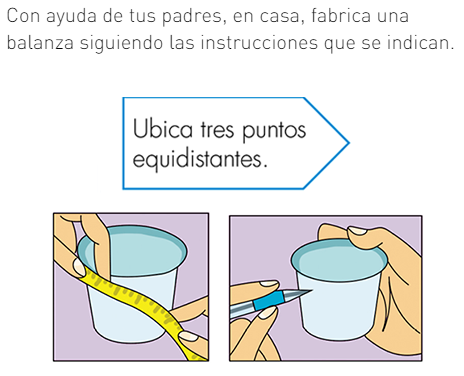 Con ayuda de tus padres, en casa, fabrica una
balanza siguiendo las instrucciones que se indican.
Ubica tres puntos
equidistantes.